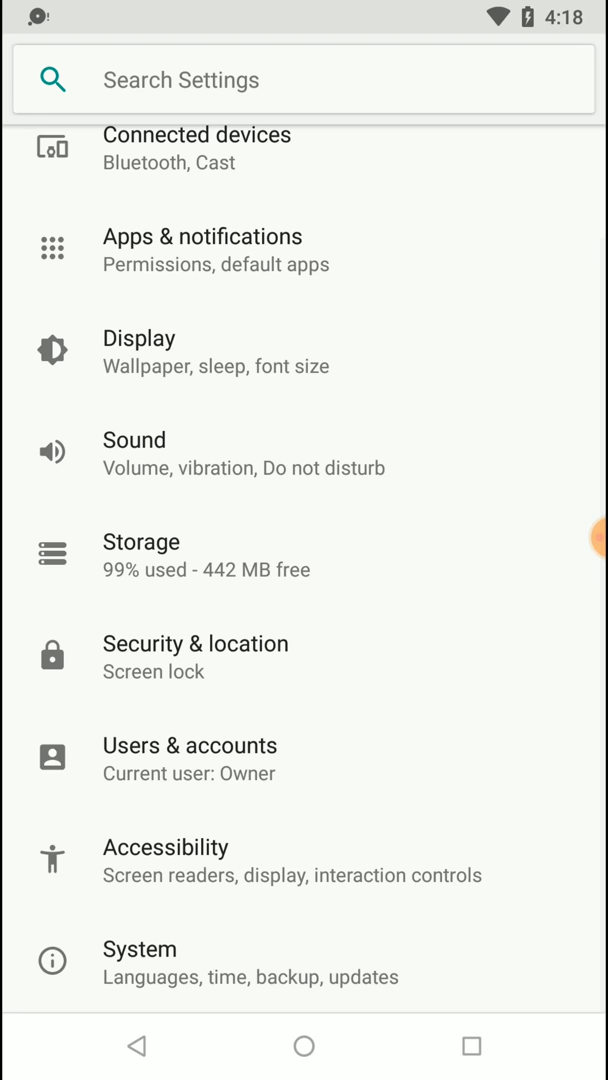 4:18
Search Settings
Connected devices
Bluetooth, Cast
Apps & notifications
Permissions, default apps
Display
Wallpaper, sleep, font size
Sound
Volume, vibration, Do not disturb
Storage
99% used - 442 MB free
Security & location
Screen lock
Users & accounts
Current user: Owner
Accessibility
Screen readers, display, interaction controls
System
Languages, time, backup, updates